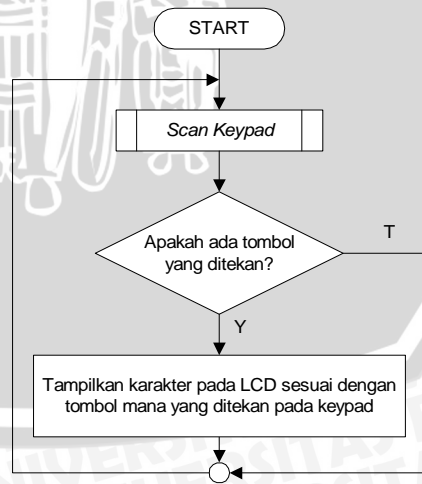 START
Scan Keypad
Apakah ada tombol
yang ditekan?
T
Y
Tampilkan karakter pada LCD sesuai dengan
tombol mana yang ditekan pada keypad